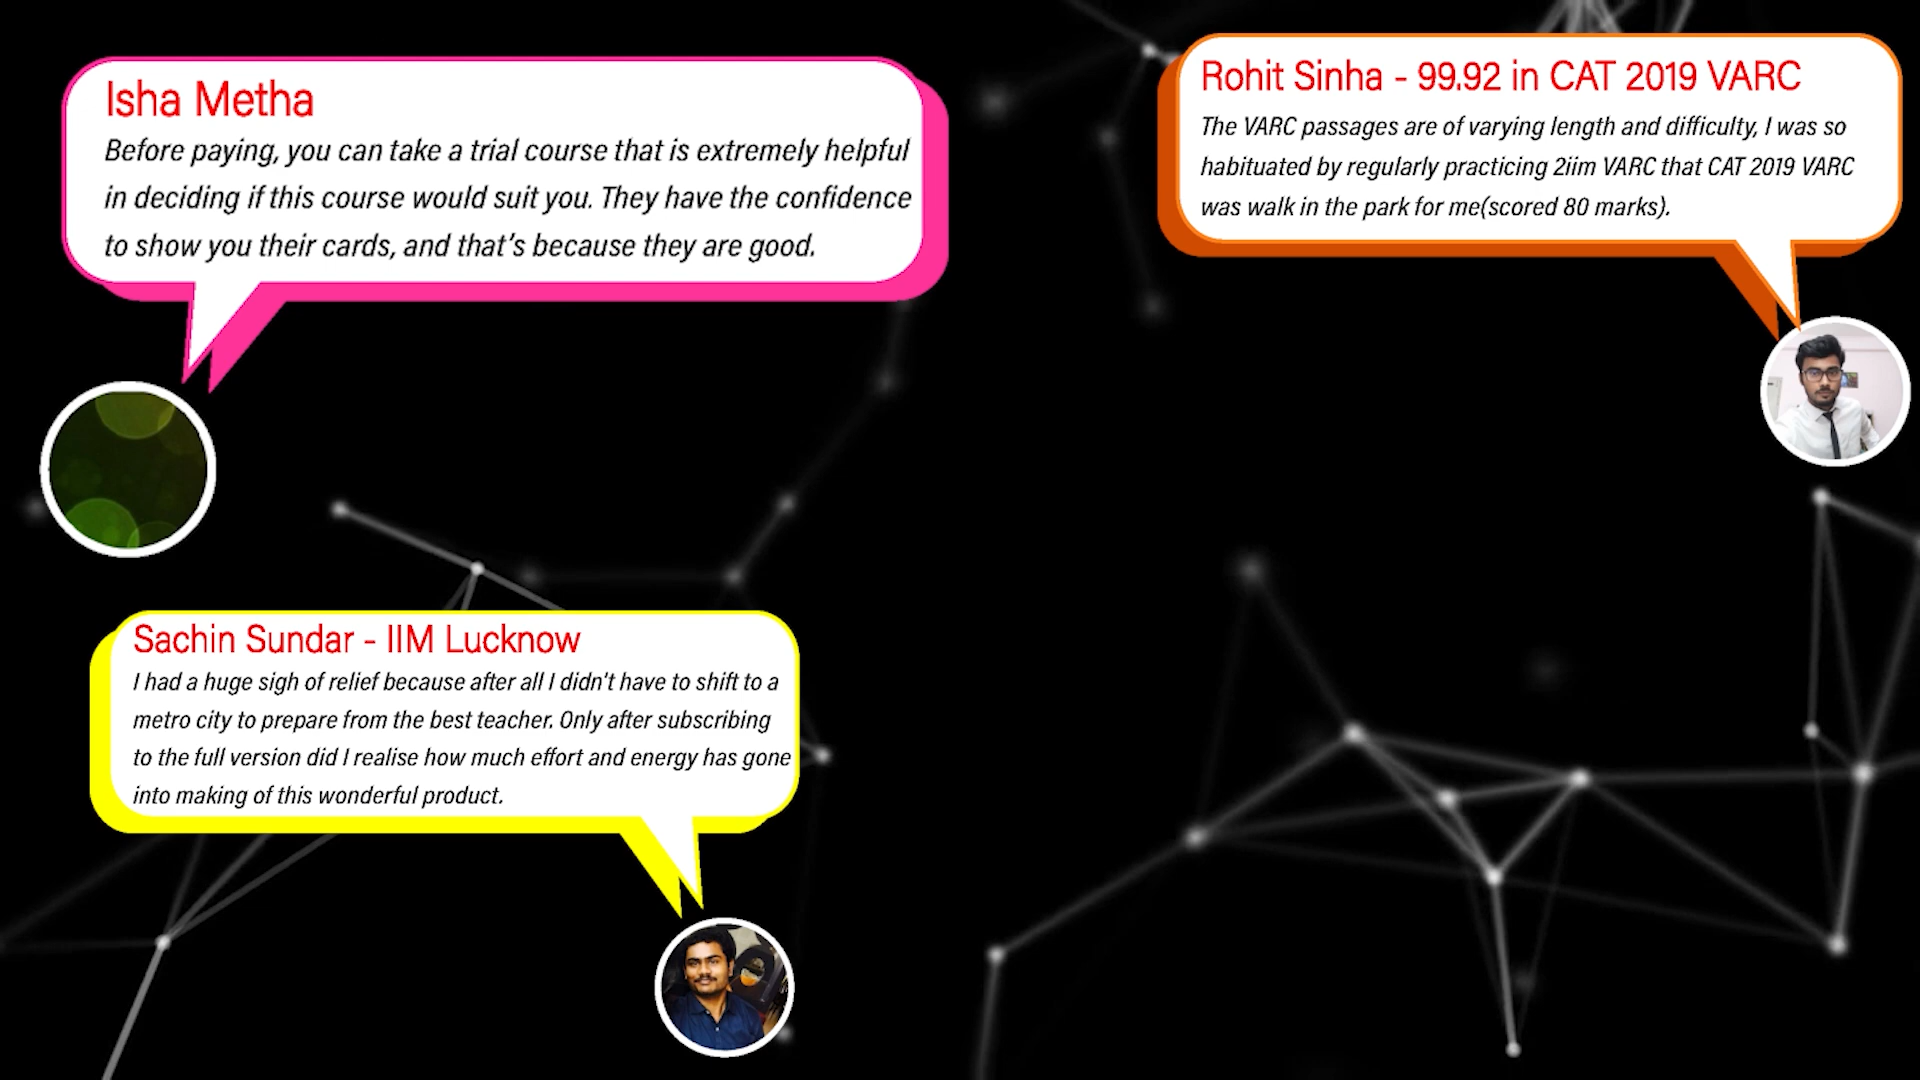 Isha Metha
Before paying, you can take a trial course that is extremely helpful
in deciding if this course would suit you. They have the confidence
to show you their cards, and that's because they are good.
Rohit Sinha - 99.92 in CAT 2019 VARC
The VARC passages are of varying length and difficulty, I was so
habituated by regularly practicing 2iim VARC that CAT 2019 VARC
was walk in the park for me(scored 80 marks).
Sachin Sundar - IIM Lucknow
I had a huge sigh of relief because after all I didn't have to shift to a
metro city to prepare from the best teacher. Only after subscribing
to the full version did I realise how much effort and energy has gone
into making of this wonderful product.